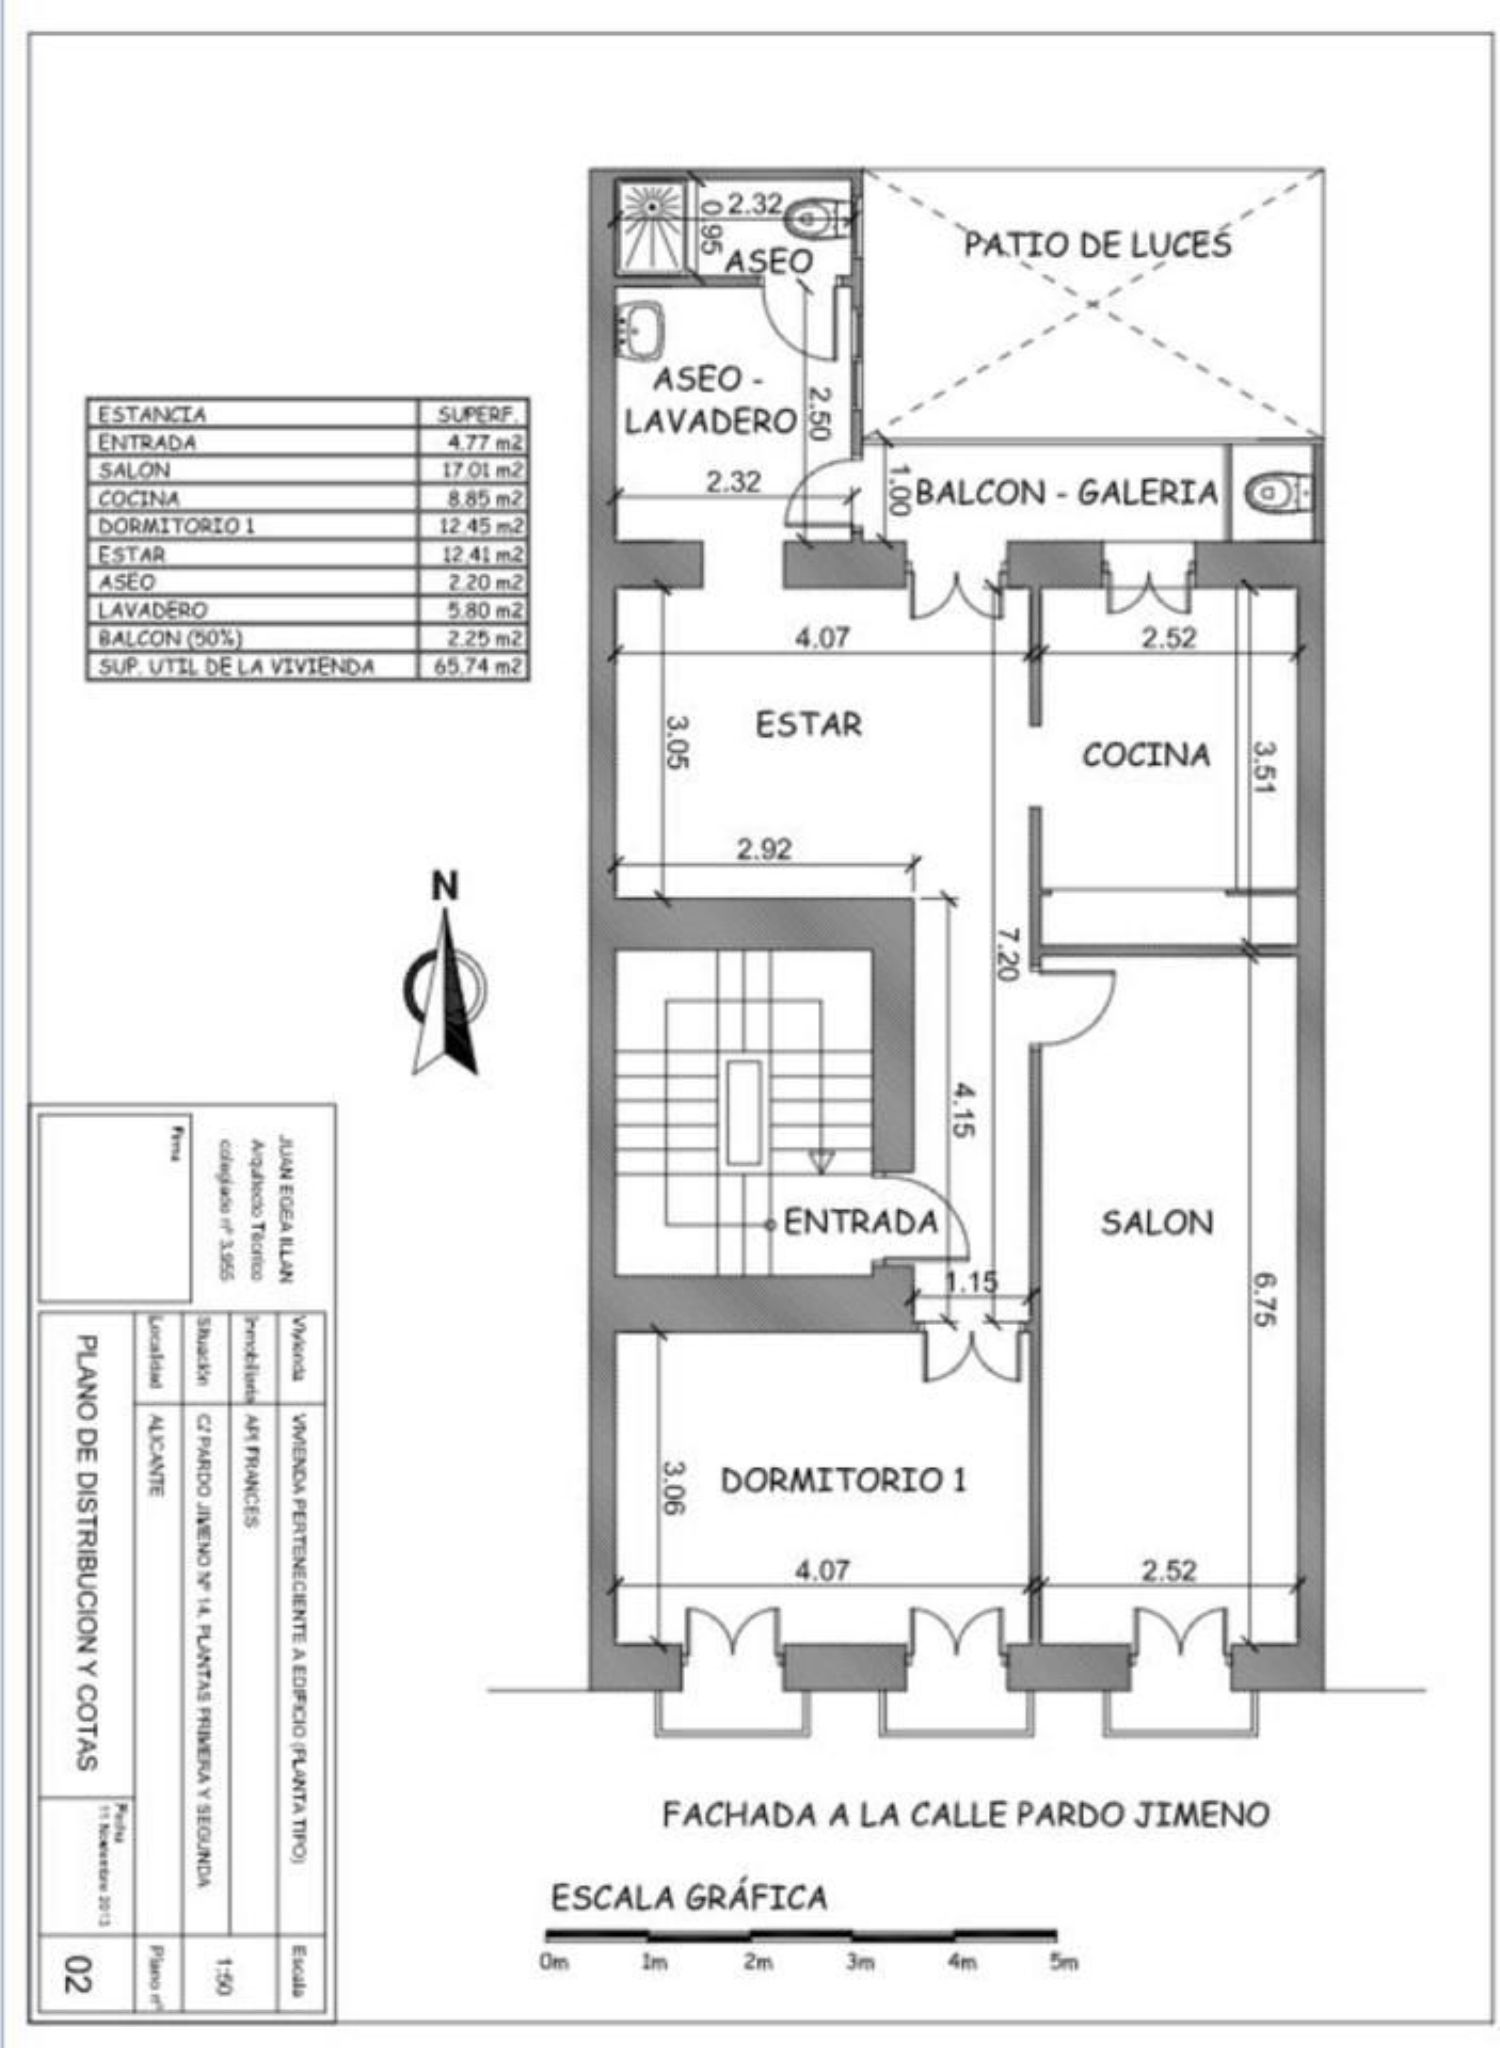 2.32
0.95
ASEO
PATIO DE LUCES
ASEO -
LAVADERO
2.50
2.32
1.00
BALCON - GALERIA
ESTANCIA SUPERF.
ENTRADA 4.77 m2
SALON 17.01 m2
COCINA 8.85 m2
DORMITORIO 1 12.45 m2
ESTAR 12.41 m2
ASEO 2.20 m2
LAVADERO 5.80 m2
BALCON (50%) 2.25 m2
SUP. UTIL DE LA VIVIENDA 65.74 m2
4.07
2.52
ESTAR
3.05
COCINA
3.51
2.92
N
7.20
4.15
ENTRADA
SALON
1.15
6.75
DORMITORIO 1
3.06
4.07
2.52
FACHADA A LA CALLE PARDO JIMENO
ESCALA GRÁFICA
0m 1m 2m 3m 4m 5m
JUAN EGEA ILLAN
Arquitecto Técnico
colegiado nº 3.955
Firma
Vivienda VIVIENDA PERTENECIENTE A EDIFICIO (PLANTA TIPO)
Inmobiliaria API FRANCES
Situación C/ PARDO JIMENO Nº 14, PLANTAS PRIMERA Y SEGUNDA
Localidad ALICANTE
Escala
1:50
Plano nº
02
PLANO DE DISTRIBUCION Y COTAS
Fecha
11 Noviembre 2013